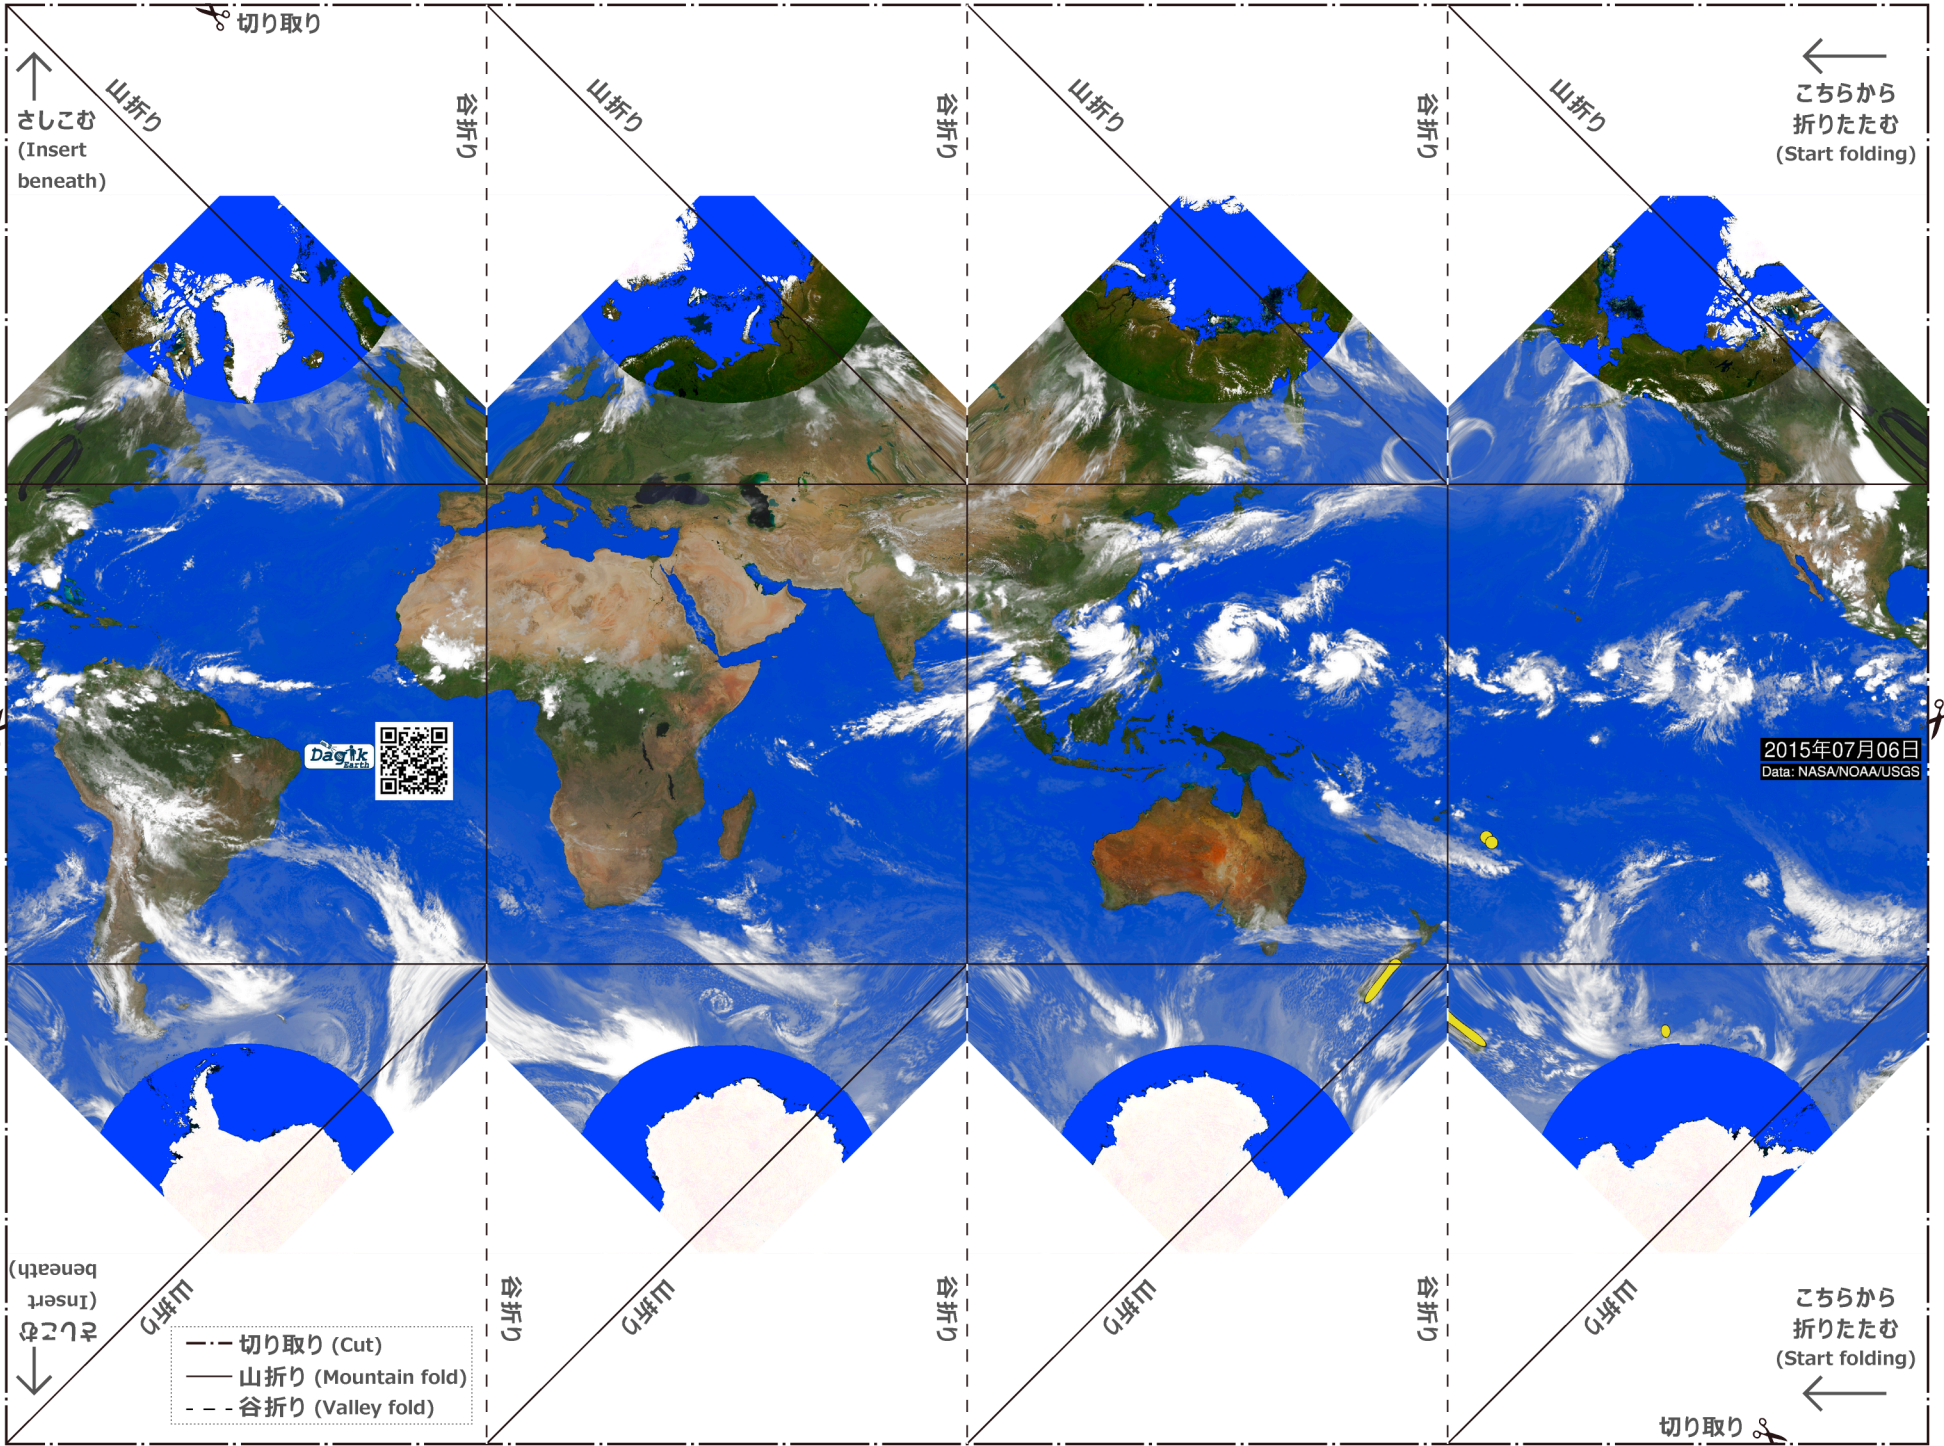 切り取り
さしこむ
(Insert
beneath)
山折り
谷折り
山折り
谷折り
山折り
谷折り
山折り
こちらから
折りたたむ
(Start folding)
Dagik
Earth
2015年07月06日
Data: NASA/NOAA/USGS
さしこむ
(Insert
beneath)
山折り
谷折り
山折り
谷折り
山折り
谷折り
山折り
こちらから
折りたたむ
(Start folding)
切り取り (Cut)
山折り (Mountain fold)
谷折り (Valley fold)
切り取り